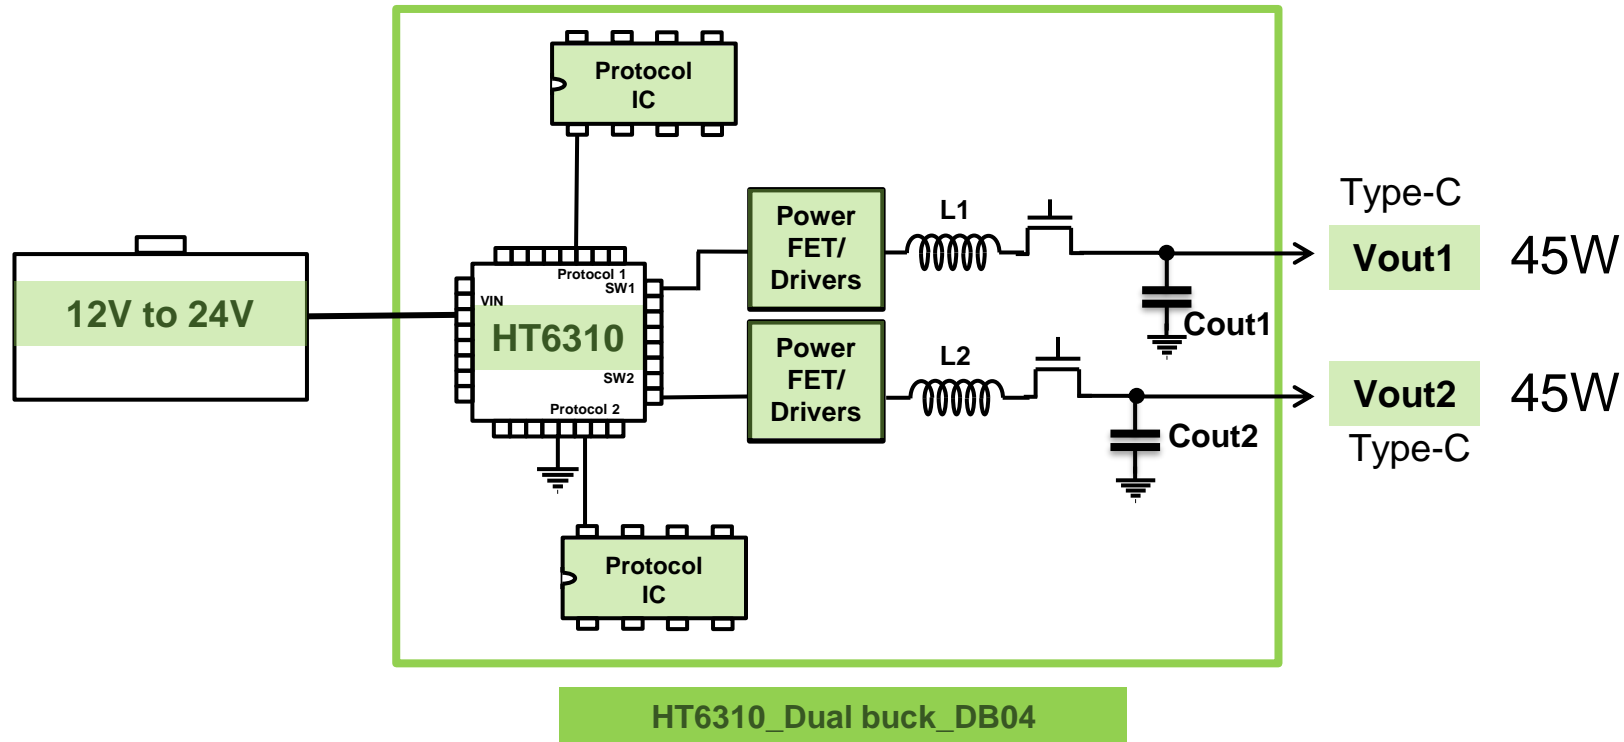 Protocol
IC
Type-C
Power
FET/
Drivers
L1
Vout1
45W
12V to 24V
Protocol 1
SW1
VIN
HT6310
SW2
Protocol 2
Cout1
Power
FET/
Drivers
L2
Vout2
45W
Cout2
Type-C
Protocol
IC
HT6310_Dual buck_DB04